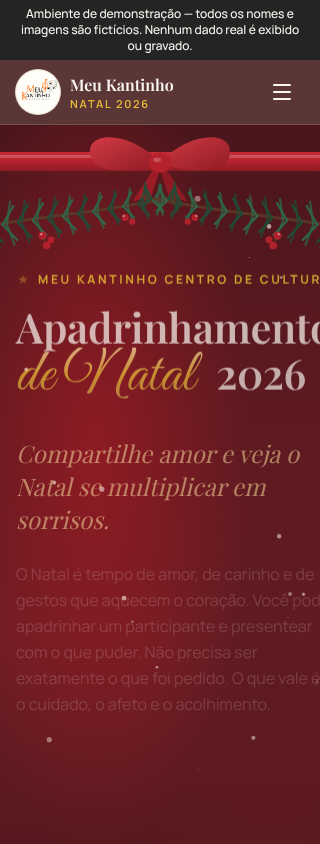 Ambiente de demonstração — todos os nomes e
imagens são fictícios. Nenhum dado real é exibido
ou gravado.
Meu Kantinho
NATAL 2026
MEU KANTINHO CENTRO DE CULTUR
Apadrinhamento
de Natal 2026
Compartilhe amor e veja o
Natal se multiplicar em
sorrisos.
O Natal é tempo de amor, de carinho e de
gestos que aquecem o coração. Você pod
apadrinhar um participante e presentear
com o que puder. Não precisa ser
exatamente o que foi pedido. O que vale é
o cuidado, o afeto e o acolhimento.